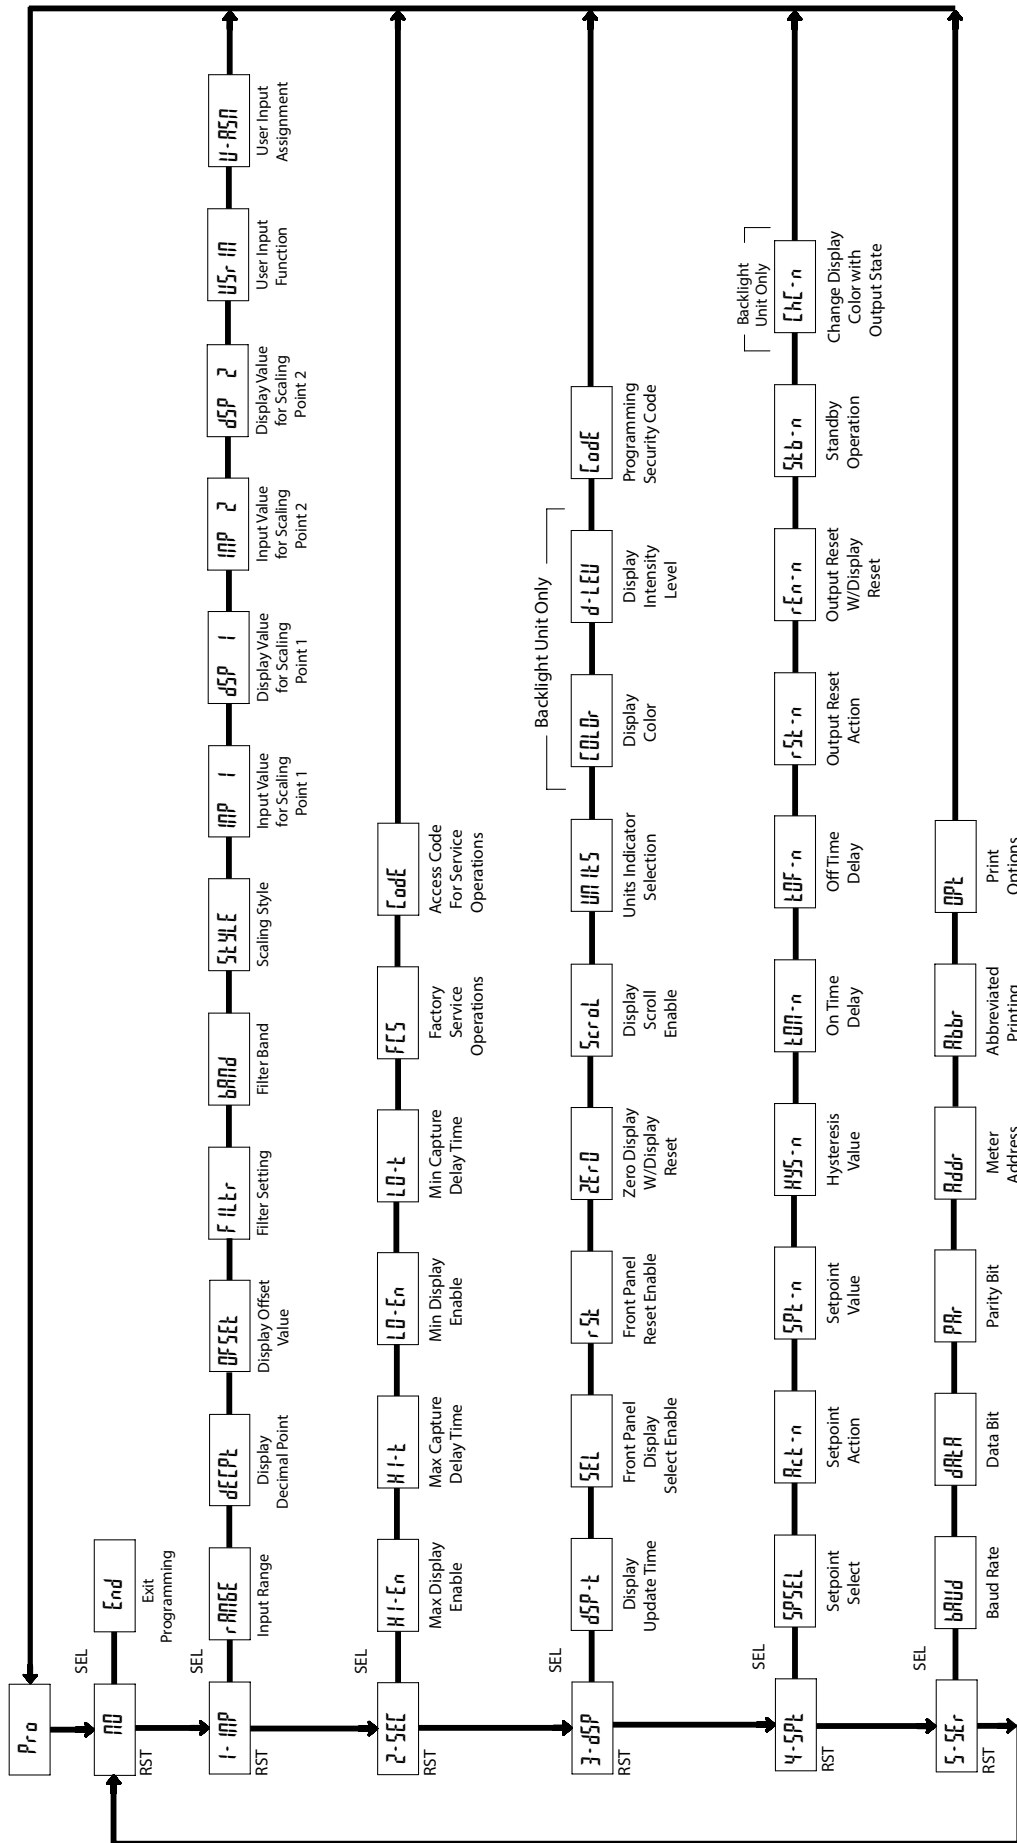 Pro
NO
SEL
RST
End
Exit
Programming
1-INP
SEL
RST
rANGE
Input Range
dECPt
Display
Decimal Point
OFSEt
Display Offset
Value
FILtr
Filter Setting
bANd
Filter Band
StYLE
Scaling Style
INP 1
Input Value
for Scaling
Point 1
dSP 1
Display Value
for Scaling
Point 1
INP 2
Input Value
for Scaling
Point 2
dSP 2
Display Value
for Scaling
Point 2
USrIN
User Input
Function
U-ASN
User Input
Assignment
2-SEC
RST
HI-En
Max Display
Enable
HI-t
Max Capture
Delay Time
LO-En
Min Display
Enable
LO-t
Min Capture
Delay Time
FCS
Factory
Service
Operations
CodE
Access Code
For Service
Operations
3-dSP
SEL
RST
dSP-t
Display
Update Time
SEL
Front Panel
Display
Select Enable
rSt
Front Panel
Reset Enable
ZErO
Zero Display
W/Display
Reset
ScroL
Display
Scroll
Enable
UNItS
Units Indicator
Selection
Backlight Unit Only
COLOr
Display
Color
d-LEU
Display
Intensity
Level
CodE
Programming
Security Code
4-SPt
SEL
RST
SPSEL
Setpoint
Select
Act-n
Setpoint
Action
SPt-n
Setpoint
Value
HYS-n
Hysteresis
Value
tON-n
On Time
Delay
tOF-n
Off Time
Delay
rSt-n
Output Reset
Action
rEn-n
Output Reset
W/Display
Reset
Stb-n
Standby
Operation
Backlight
Unit Only
ChC-n
Change Display
Color with
Output State
5-SEr
SEL
RST
bAUd
Baud Rate
dAtA
Data Bit
PAr
Parity Bit
Addr
Meter
Address
Abbr
Abbreviated
Printing
OPt
Print
Options